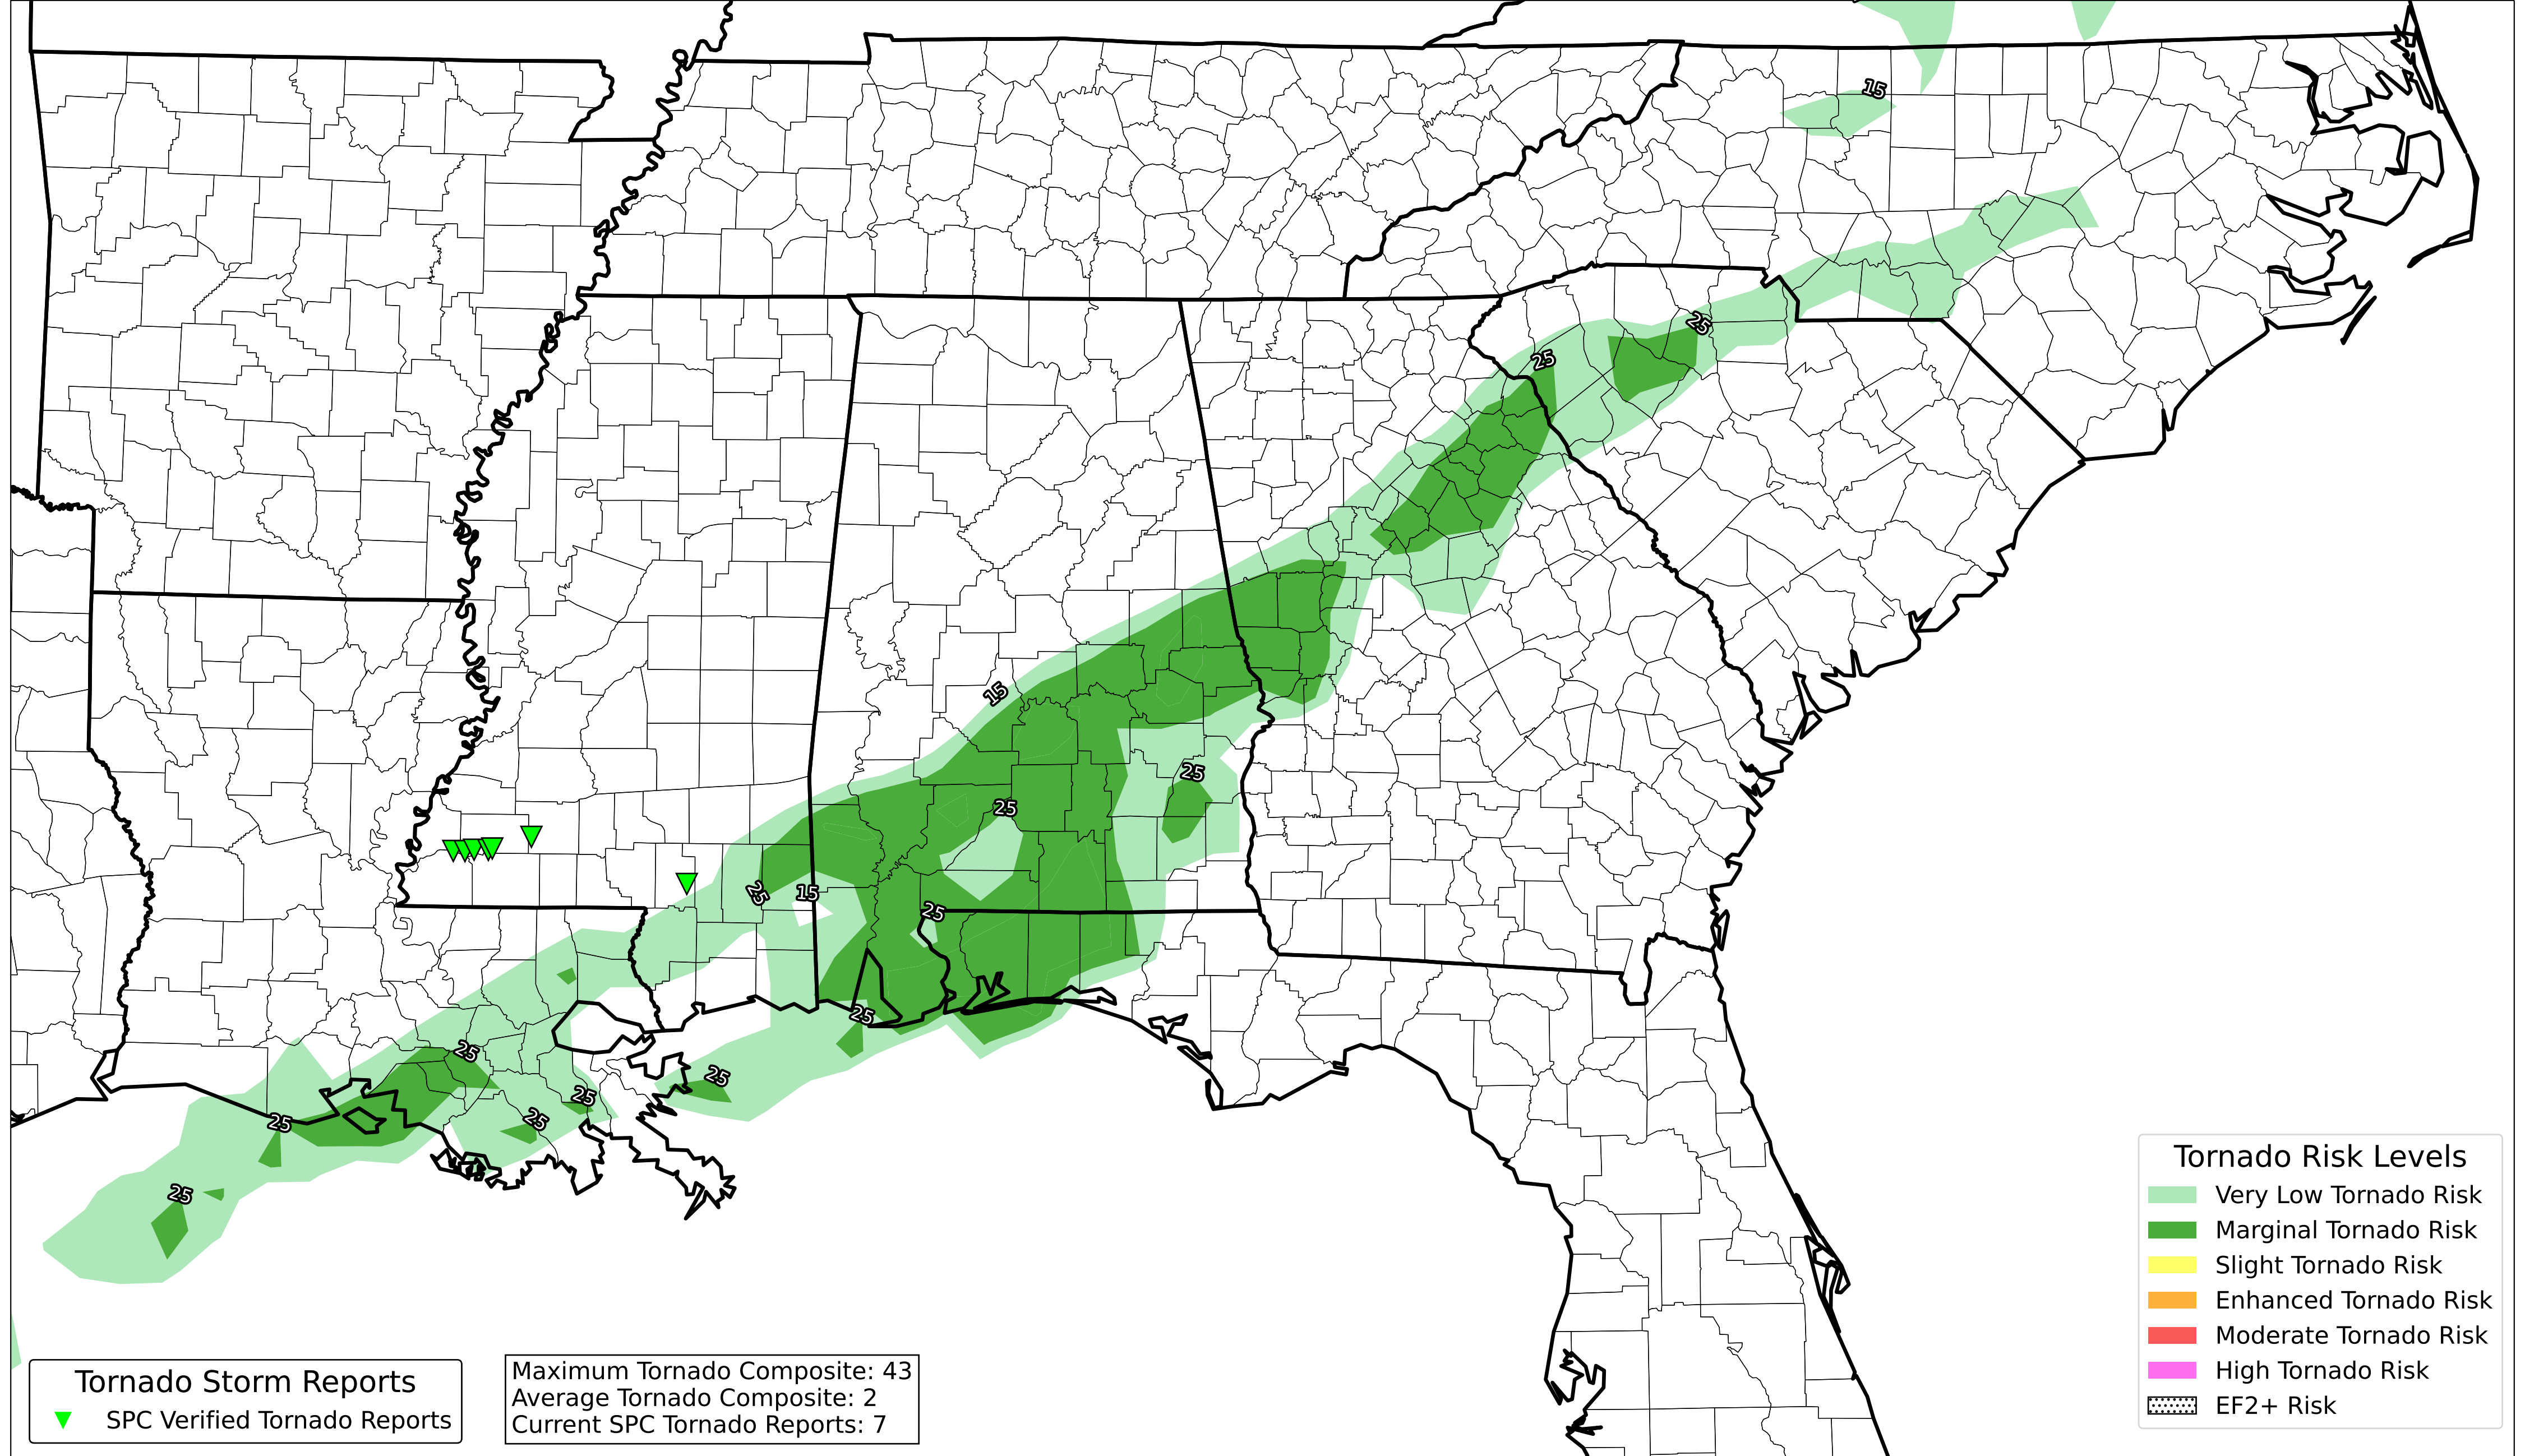 15
25
25
15
25
25
25
15
25
25
25
25
25
25
25
25
Tornado Risk Levels
Very Low Tornado Risk
Marginal Tornado Risk
Slight Tornado Risk
Enhanced Tornado Risk
Moderate Tornado Risk
High Tornado Risk
EF2+ Risk
Tornado Storm Reports
SPC Verified Tornado Reports
Maximum Tornado Composite: 43
Average Tornado Composite: 2
Current SPC Tornado Reports: 7